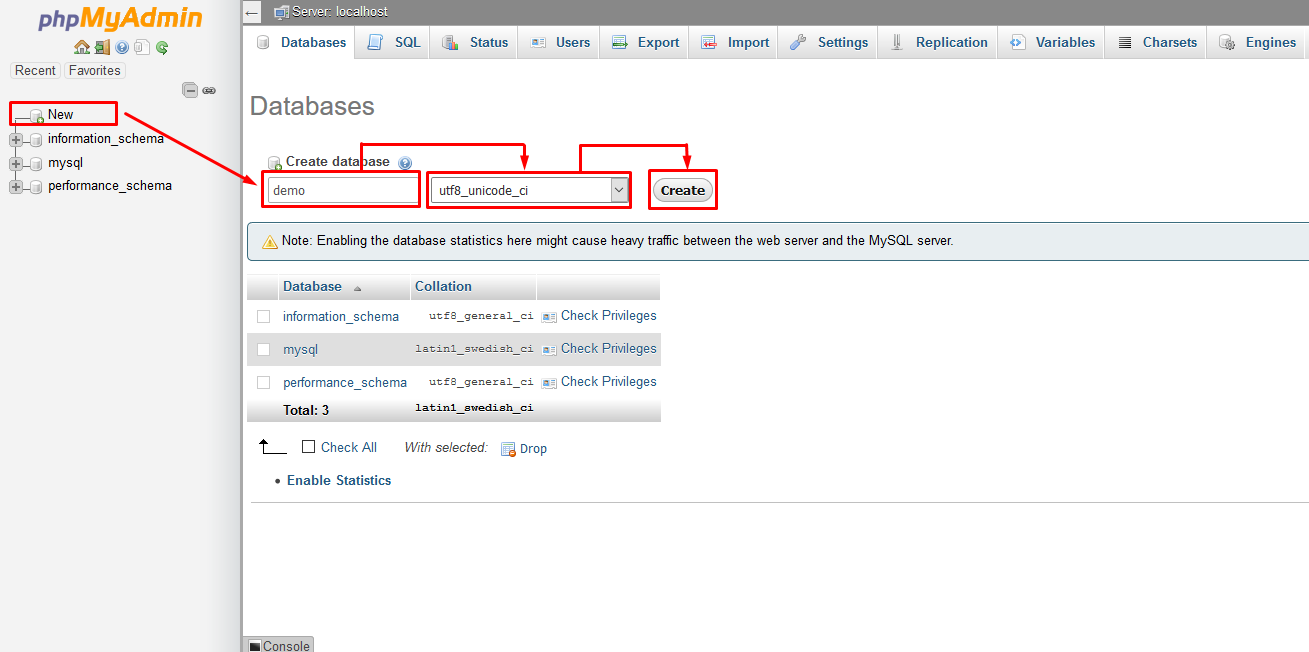 phpMyAdmin
Recent Favorites
New
information_schema
mysql
performance_schema
Server: localhost
Databases SQL Status Users Export Import Settings Replication Variables Charsets Engines
Databases
Create database
demo utf8_unicode_ci Create
Note: Enabling the database statistics here might cause heavy traffic between the web server and the MySQL server.
Database Collation
information_schema utf8_general_ci Check Privileges
mysql latin1_swedish_ci Check Privileges
performance_schema utf8_general_ci Check Privileges
Total: 3 latin1_swedish_ci
Check All With selected: Drop
• Enable Statistics
Console